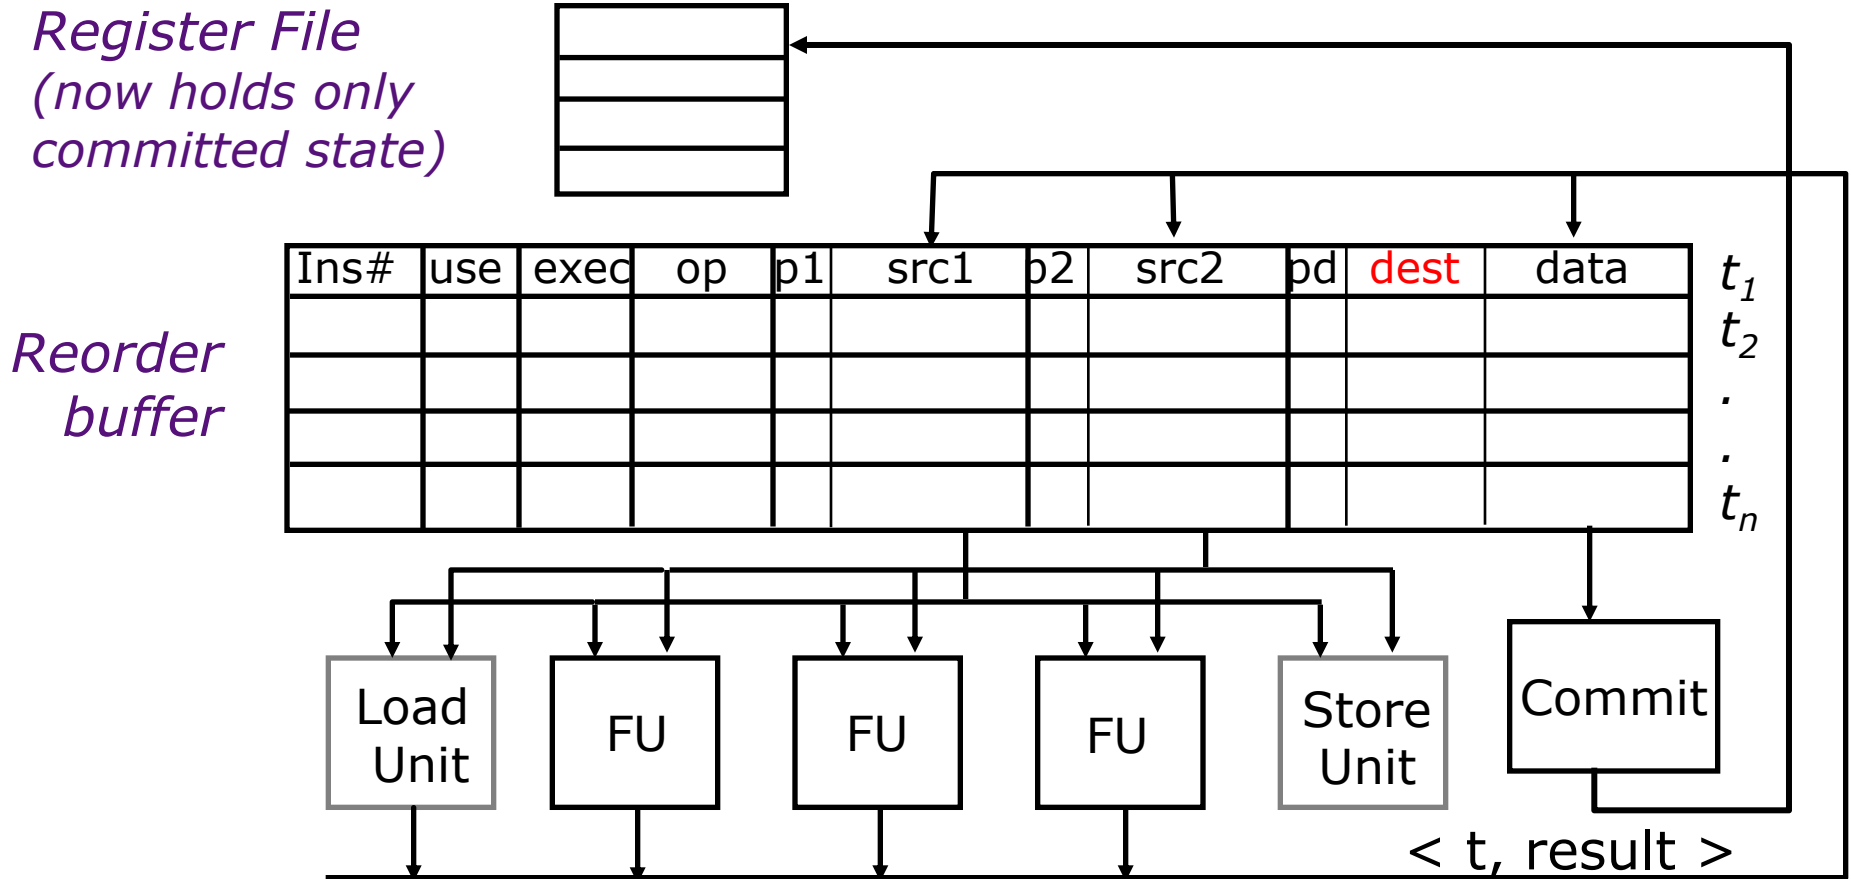 Register File
(now holds only
committed state)
Ins# use exec op p1 src1 p2 src2 pd dest data
t1
t2
.
.
tn
Reorder
buffer
Load
Unit
FU
FU
FU
Store
Unit
Commit
< t, result >